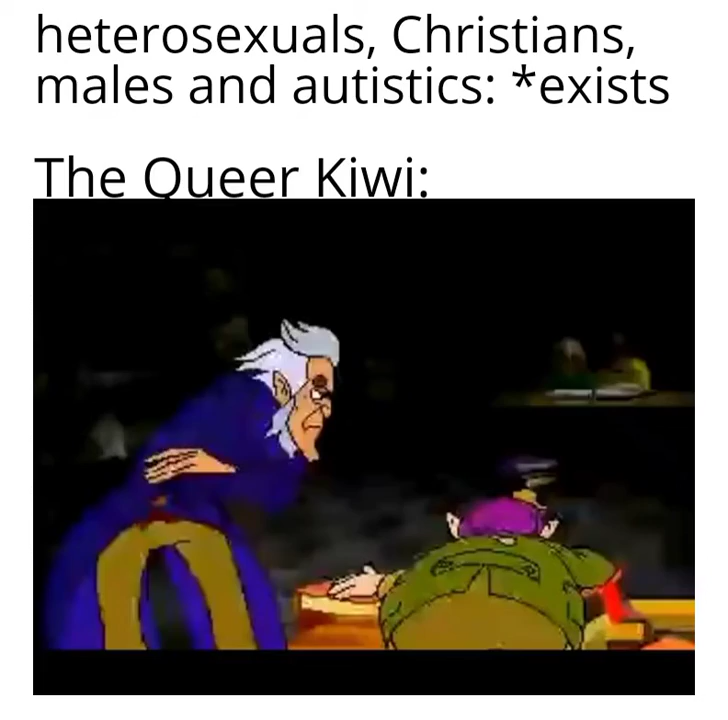 heterosexuals, Christians,
males and autistics: *exists
The Queer Kiwi: